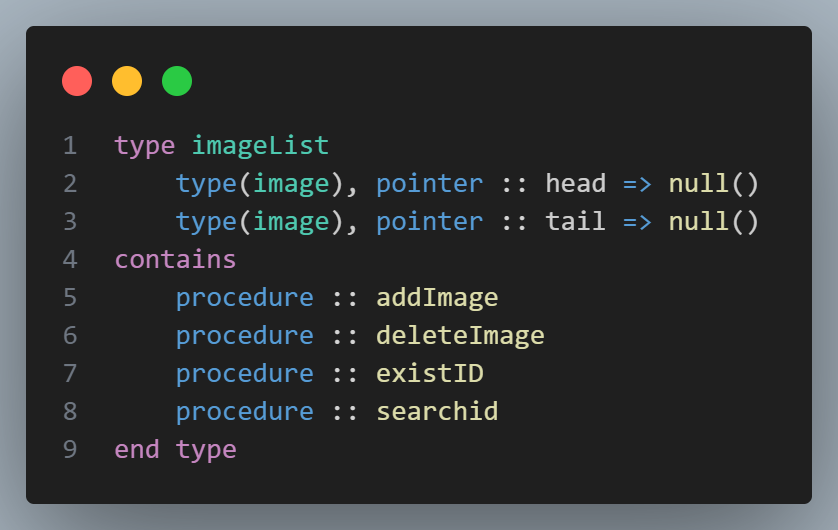 1 type imageList
2     type(image), pointer :: head => null()
3     type(image), pointer :: tail => null()
4 contains
5     procedure :: addImage
6     procedure :: deleteImage
7     procedure :: existID
8     procedure :: searchid
9 end type